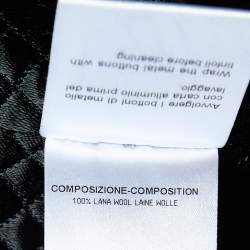 Avvolgere i bottoni di metallo
con carta alluminio prima del
lavaggio.
Wrap the metal buttons with
tinfoil before cleaning
COMPOSIZIONE-COMPOSITION
100% LANA WOOL LAINE WOLLE